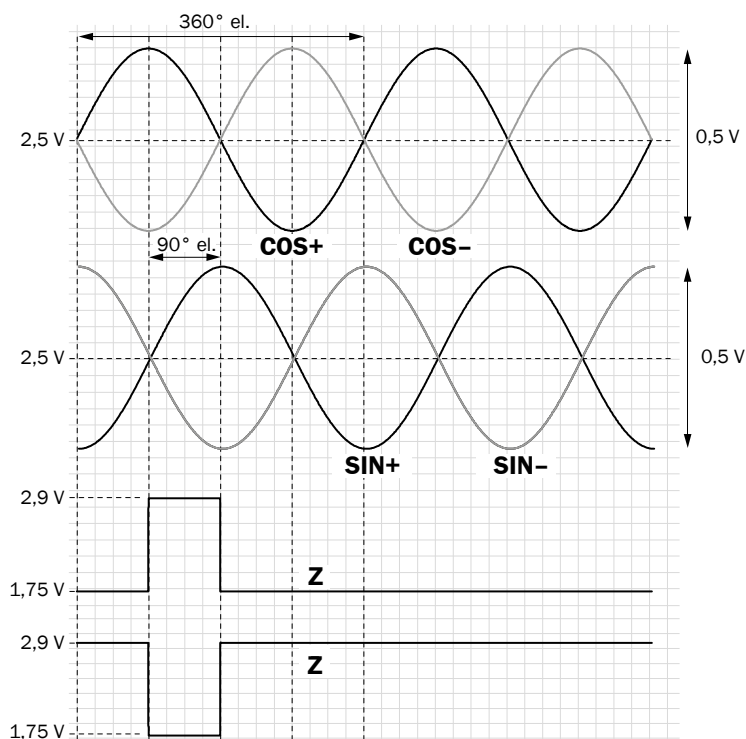 360° el.
2,5 V
0,5 V
COS+ COS–
90° el.
2,5 V
0,5 V
SIN+ SIN–
2,9 V
Z
1,75 V
2,9 V
Z
1,75 V